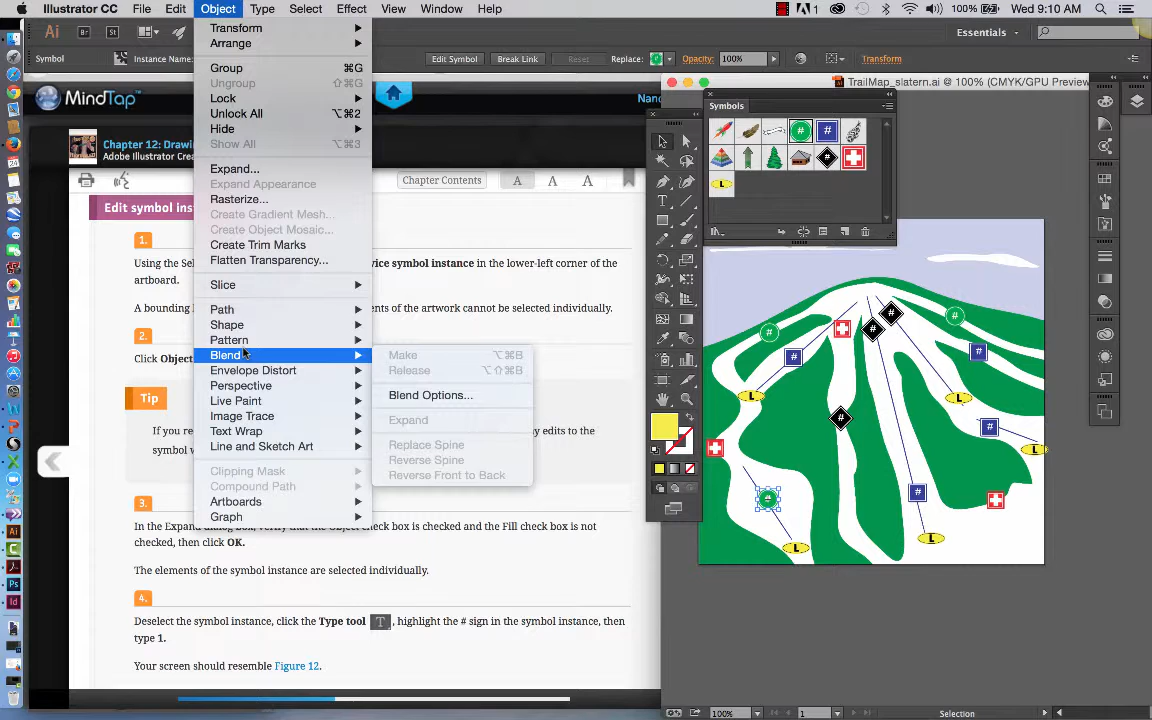 Illustrator CC File Edit Object Type Select Effect View Window Help 1 100% Wed 9:10 AM
Ai Br St Essentials
Symbol Instance Name: Edit Symbol Break Link Reset Replace: Opacity: 100% Transform
Transform
Arrange
Group ⌘G
Ungroup ⇧⌘G
Lock
Unlock All ⌥⌘2
Hide
Show All ⌥⌘3
Expand...
Expand Appearance
Rasterize...
Create Gradient Mesh...
Create Object Mosaic...
Create Trim Marks
Flatten Transparency...
Slice
Path
Shape
Pattern
Blend
Envelope Distort
Perspective
Live Paint
Image Trace
Text Wrap
Line and Sketch Art
Clipping Mask
Compound Path
Artboards
Graph
Make ⌥⌘B
Release ⌥⇧⌘B
Blend Options...
Expand
Replace Spine
Reverse Spine
Reverse Front to Back
MindTap
Nanc
Chapter 12: Drawi
Adobe Illustrator Crea
Chapter Contents A A A
Edit symbol ins
1.
Using the Sel
vice symbol instance in the lower-left corner of the
artboard.
A bounding
ents of the artwork cannot be selected individually.
2.
Click Object
Tip
If you re
y edits to the
symbol w
3.
In the Expand dialog box, verify that the Object check box is checked and the Fill check box is not
checked, then click OK.
The elements of the symbol instance are selected individually.
4.
Deselect the symbol instance, click the Type tool T , highlight the # sign in the symbol instance, then
type 1.
Your screen should resemble Figure 12.
TrailMap_slatern.ai @ 100% (CMYK/GPU Preview
Symbols
# #
#
L
#
# #
#
# #
L L
#
#
L
# #
L L
100% 1 Selection